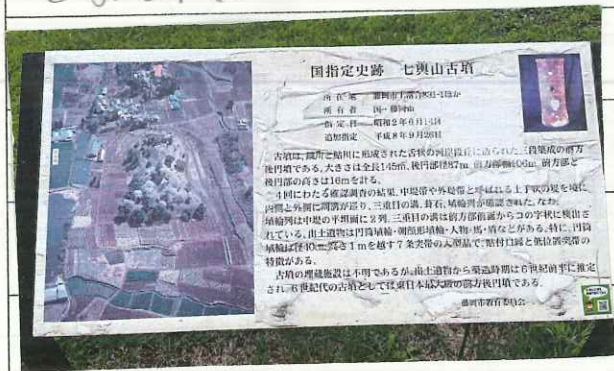 国指定史跡　七輿山古墳
所在地　藤岡市上落合831-1ほか
所有者　国・藤岡市
指定日　昭和2年6月14日
追加指定　平成8年9月26日
古墳は、鏑川と鮎川に形成された舌状の河岸段丘に造られた三段築成の前方
後円墳である。大きさは全長145m、後円部径87m、前方部幅106m、前方部と
後円部の高さは16mを計る。
4回にわたる確認調査の結果、中堤帯や外堤帯と呼ばれる土手状の堤を境に
内側と外側に周溝が巡り、三重目の溝、葺石、埴輪列が確認された。なお、
埴輪列は中堤の平坦面に2列、三重目の溝は前方部前面からコの字状に検出さ
れている。出土遺物は円筒埴輪・朝顔形埴輪・人物・馬・盾などがある。特に、円筒
埴輪は径40cm、高さ1mを越す7条突帯の大型品で、貼付口縁と低位置突帯の
特徴がある。
古墳の埋蔵施設は不明であるが、出土遺物から築造時期は6世紀前半に推定
され、6世紀代の古墳としては東日本最大級の前方後円墳である。
藤岡市教育委員会